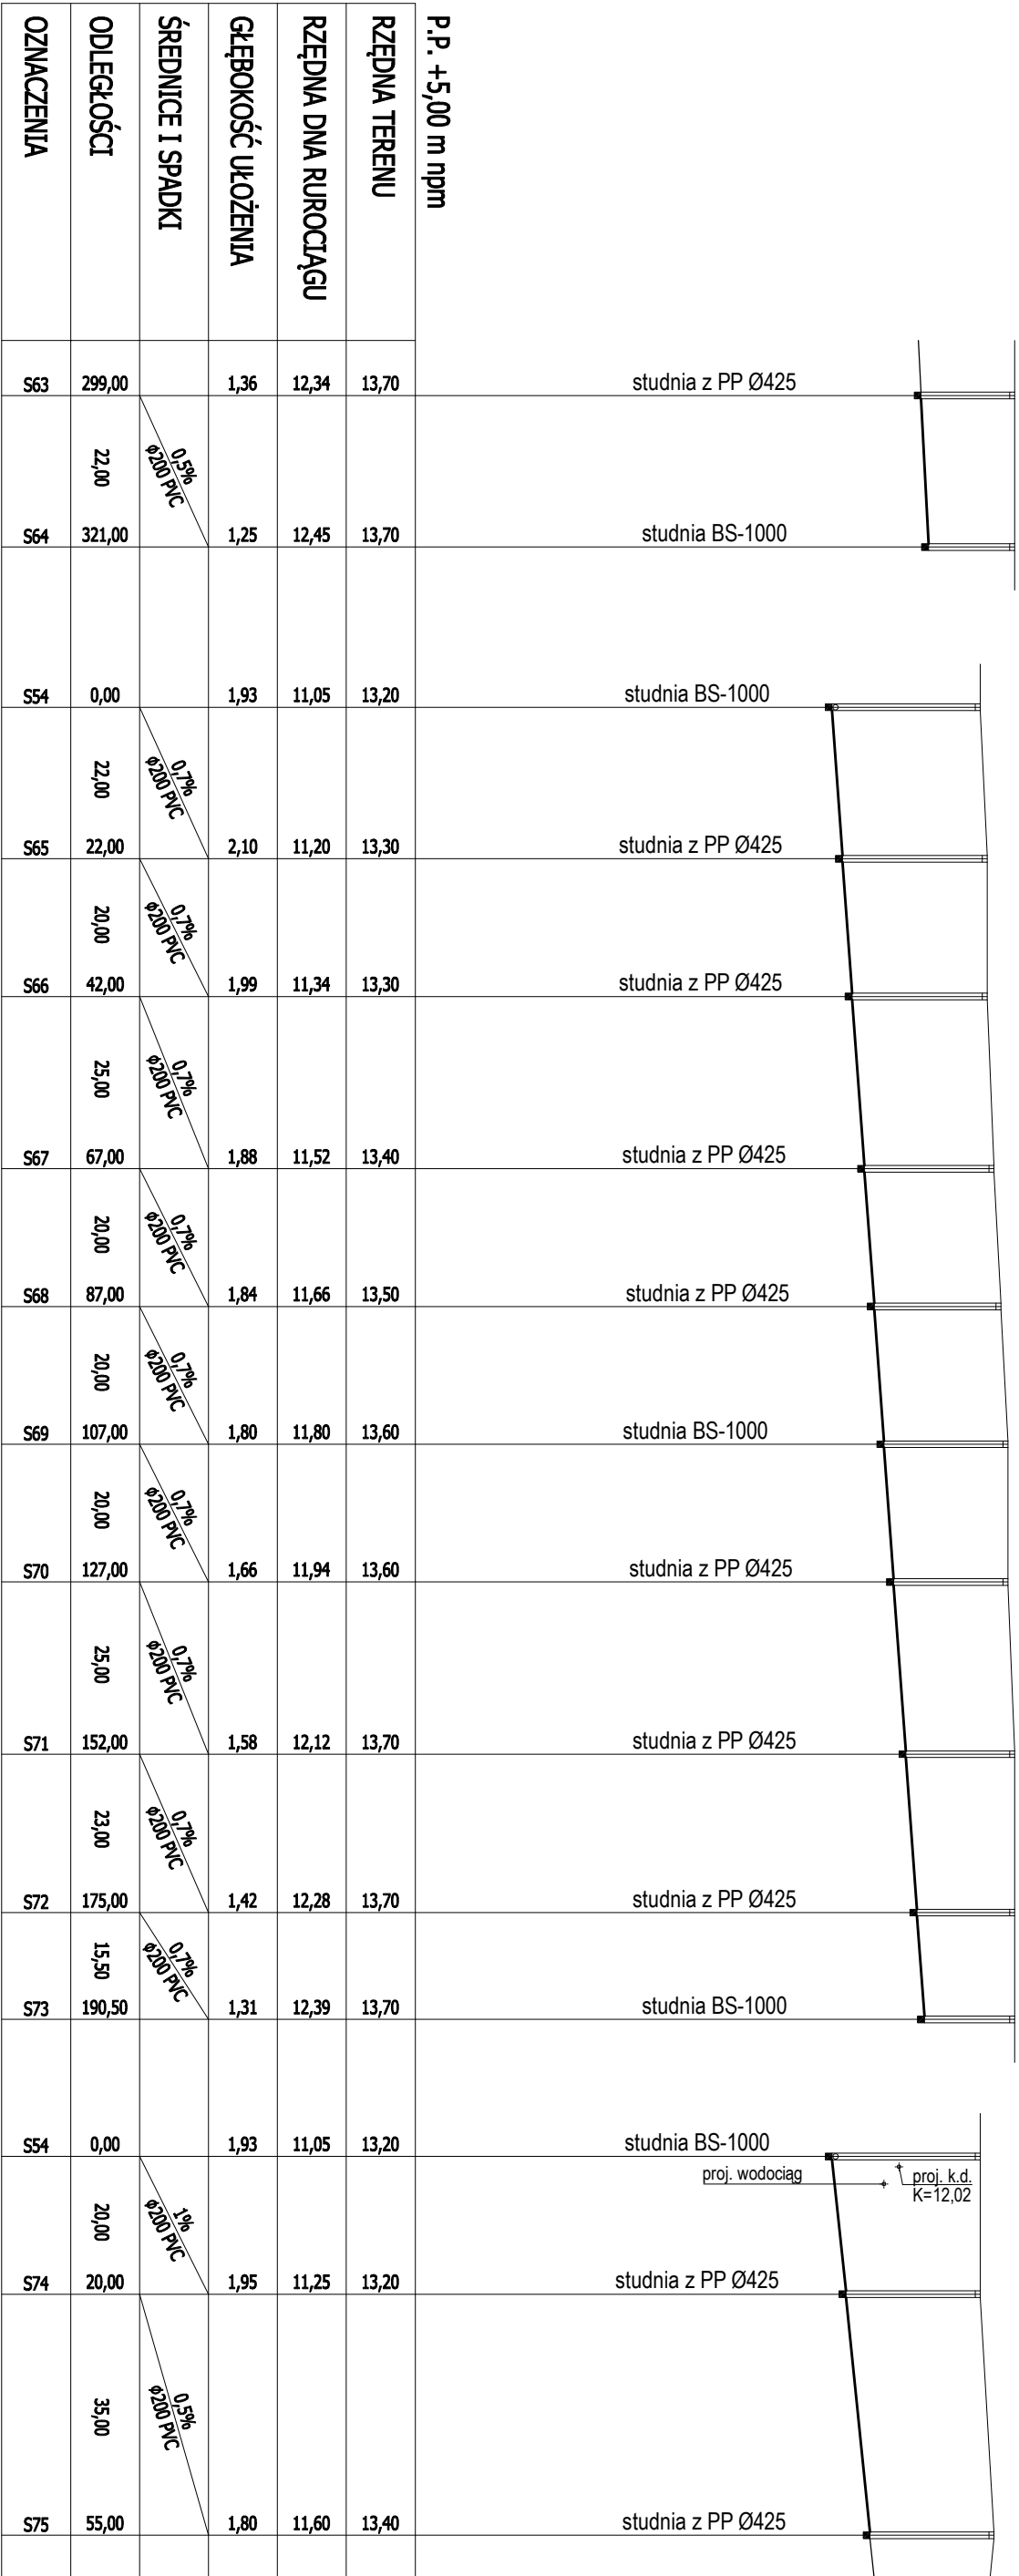 P.P. +5,00 m npm
RZĘDNA TERENU
RZĘDNA DNA RUROCIĄGU
GŁĘBOKOŚĆ UŁOŻENIA
ŚREDNICE I SPADKI
ODLEGŁOŚCI
OZNACZENIA
S63 299,00 1,36 12,34 13,70 studnia z PP Ø425
22,00 0,5%
ø200 PVC
S64 321,00 1,25 12,45 13,70 studnia BS-1000
S54 0,00 1,93 11,05 13,20 studnia BS-1000
22,00 0,7%
ø200 PVC
S65 22,00 2,10 11,20 13,30 studnia z PP Ø425
20,00 0,7%
ø200 PVC
S66 42,00 1,99 11,34 13,30 studnia z PP Ø425
25,00 0,7%
ø200 PVC
S67 67,00 1,88 11,52 13,40 studnia z PP Ø425
20,00 0,7%
ø200 PVC
S68 87,00 1,84 11,66 13,50 studnia z PP Ø425
20,00 0,7%
ø200 PVC
S69 107,00 1,80 11,80 13,60 studnia BS-1000
20,00 0,7%
ø200 PVC
S70 127,00 1,66 11,94 13,60 studnia z PP Ø425
25,00 0,7%
ø200 PVC
S71 152,00 1,58 12,12 13,70 studnia z PP Ø425
23,00 0,7%
ø200 PVC
S72 175,00 1,42 12,28 13,70 studnia z PP Ø425
15,50 0,7%
ø200 PVC
S73 190,50 1,31 12,39 13,70 studnia BS-1000
S54 0,00 1,93 11,05 13,20 studnia BS-1000
proj. wodociąg
proj. k.d.
K=12,02
20,00 1%
ø200 PVC
S74 20,00 1,95 11,25 13,20 studnia z PP Ø425
35,00 0,5%
ø200 PVC
S75 55,00 1,80 11,60 13,40 studnia z PP Ø425